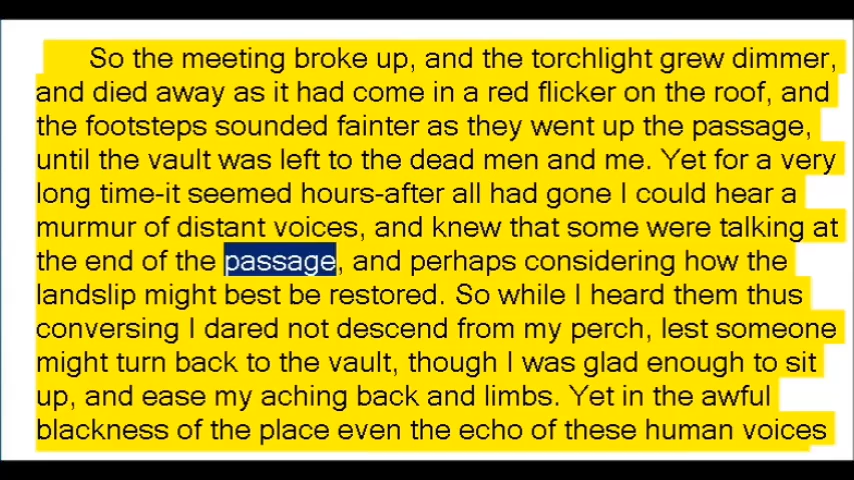 So the meeting broke up, and the torchlight grew dimmer,
and died away as it had come in a red flicker on the roof, and
the footsteps sounded fainter as they went up the passage,
until the vault was left to the dead men and me. Yet for a very
long time-it seemed hours-after all had gone I could hear a
murmur of distant voices, and knew that some were talking at
the end of the passage, and perhaps considering how the
landslip might best be restored. So while I heard them thus
conversing I dared not descend from my perch, lest someone
might turn back to the vault, though I was glad enough to sit
up, and ease my aching back and limbs. Yet in the awful
blackness of the place even the echo of these human voices